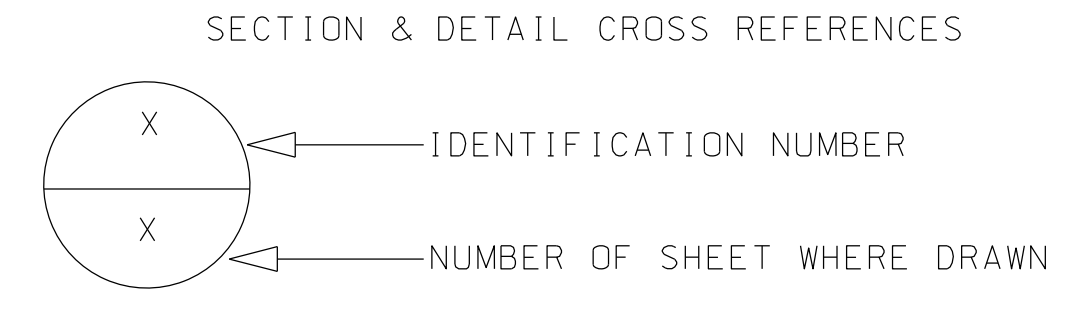 SECTION & DETAIL CROSS REFERENCES
X
IDENTIFICATION NUMBER
X
NUMBER OF SHEET WHERE DRAWN